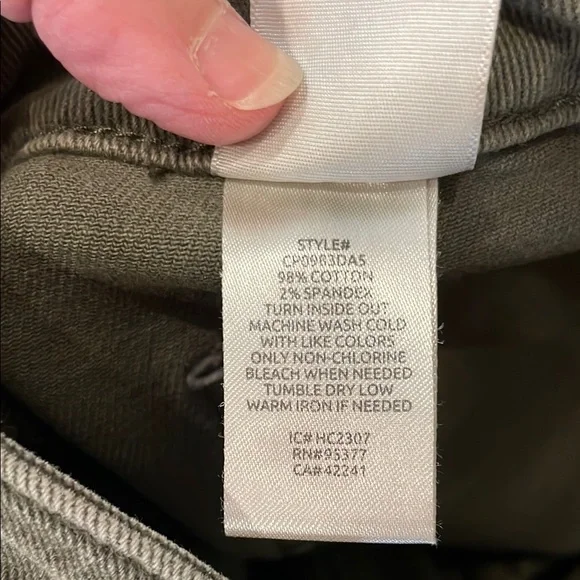 STYLE#
CP0983DA5
98% COTTON
2% SPANDEX
TURN INSIDE OUT
MACHINE WASH COLD
WITH LIKE COLORS
ONLY NON-CHLORINE
BLEACH WHEN NEEDED
TUMBLE DRY LOW
WARM IRON IF NEEDED
IC# HC2307
RN#95377
CA#42241